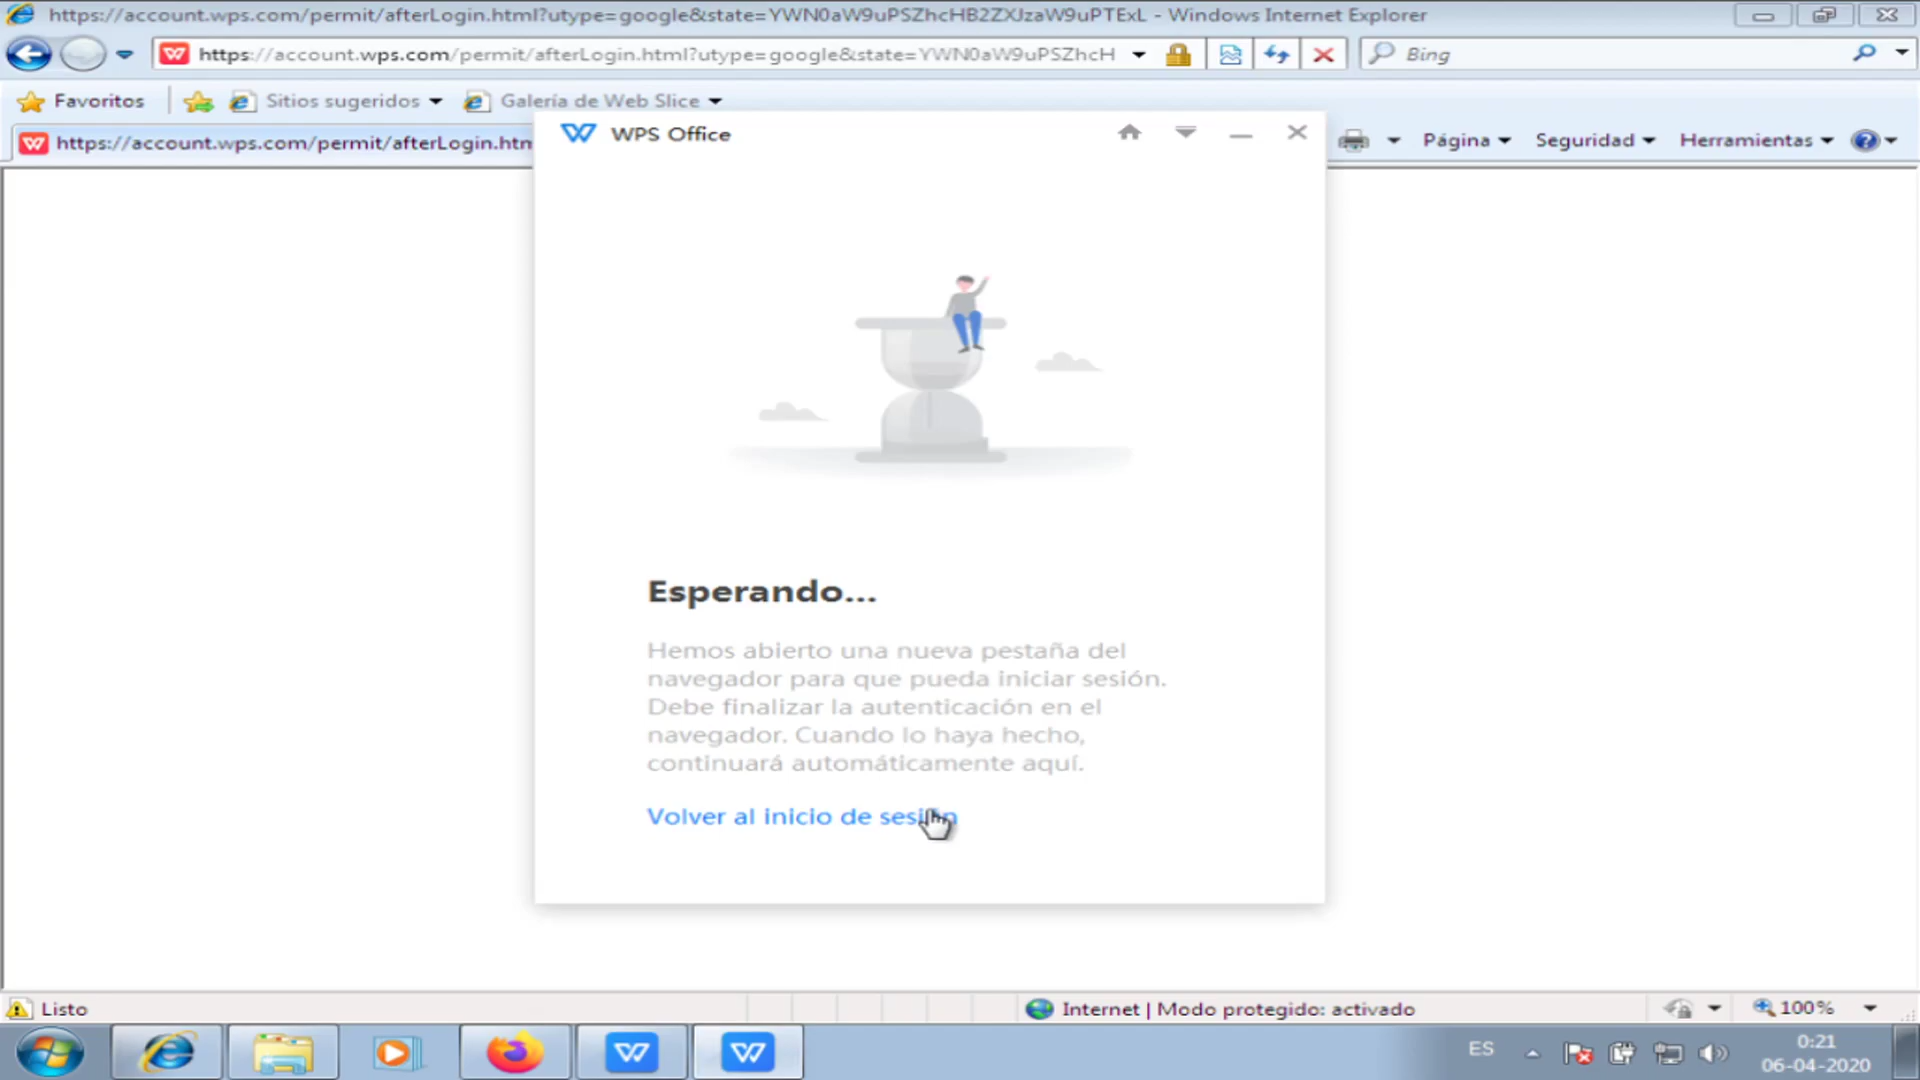 https://account.wps.com/permit/afterLogin.html?utype=google&state=YWN0aW9uPSZhcHB2ZXJzaW9uPTExL - Windows Internet Explorer
https://account.wps.com/permit/afterLogin.html?utype=google&state=YWN0aW9uPSZhcH
Bing
Favoritos
Sitios sugeridos
Galería de Web Slice
https://account.wps.com/permit/afterLogin.htm
WPS Office
Página
Seguridad
Herramientas
Esperando...
Hemos abierto una nueva pestaña del
navegador para que pueda iniciar sesión.
Debe finalizar la autenticación en el
navegador. Cuando lo haya hecho,
continuará automáticamente aquí.
Volver al inicio de sesión
Listo
Internet | Modo protegido: activado
100%
ES
0:21
06-04-2020